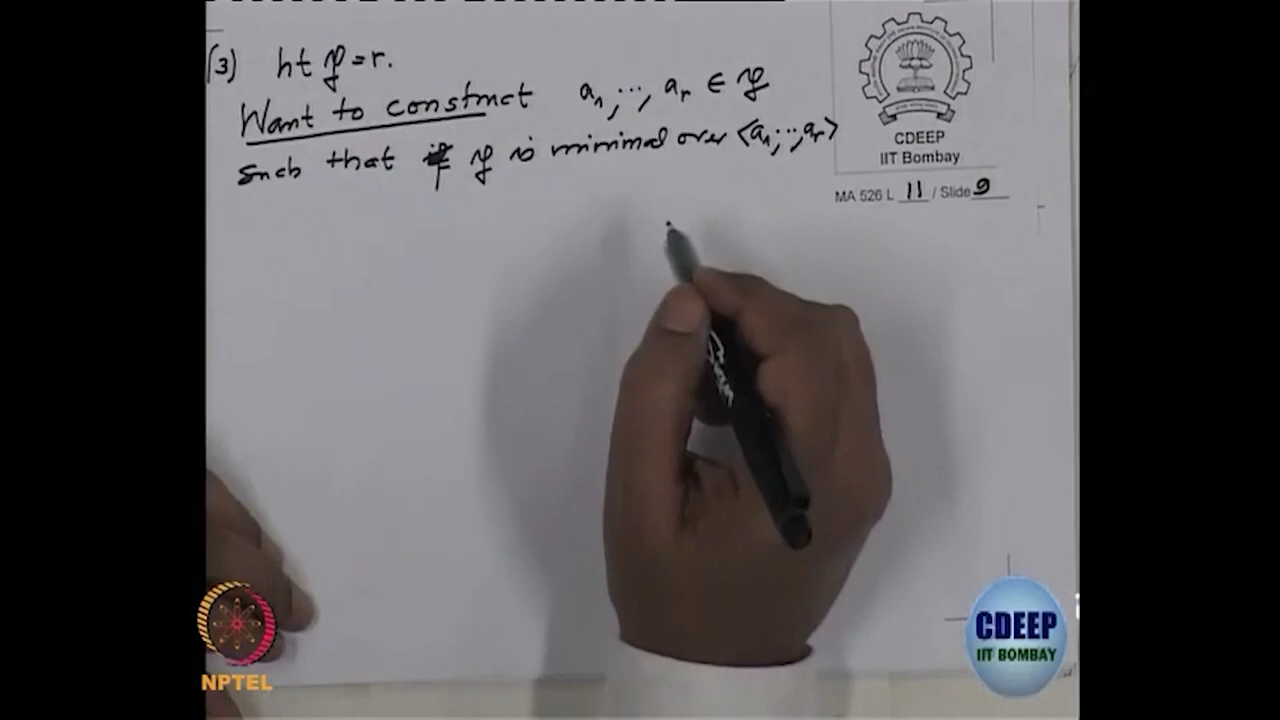 (3) ht 𝔭 = r.
Want to construct a₁, ..., aᵣ ∈ 𝔭
such that 𝔭 is minimal over <a₁, ..., aᵣ>
CDEEP
IIT Bombay
MA 526 L 11 / Slide 9
NPTEL
CDEEP
IIT BOMBAY